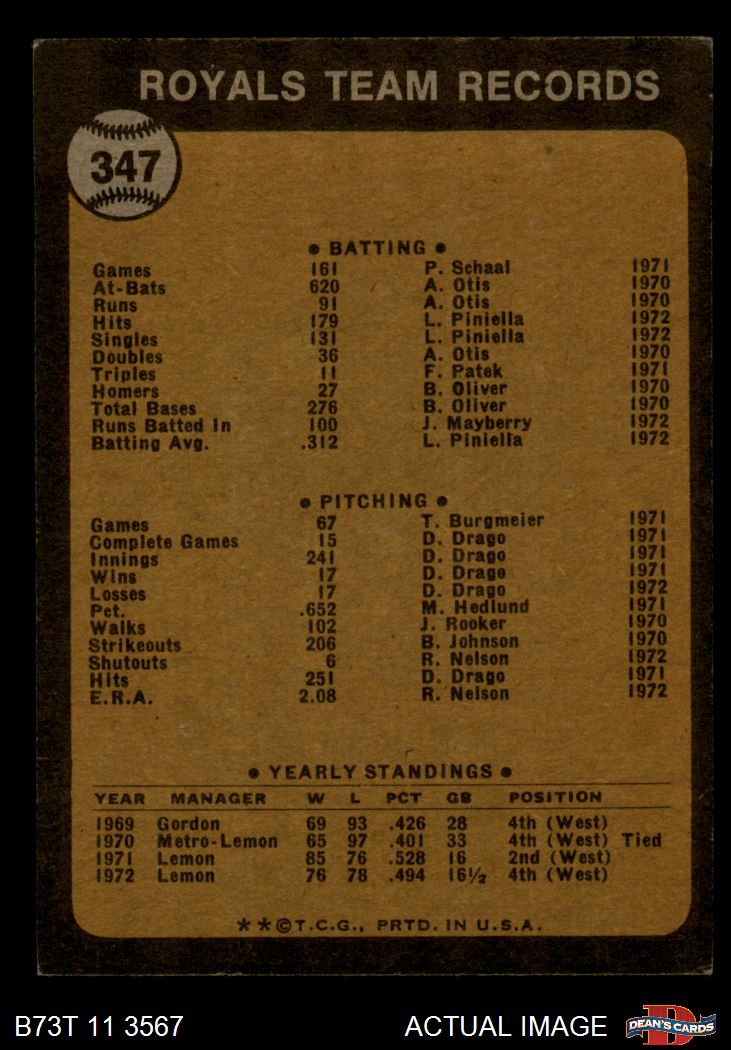 ROYALS TEAM RECORDS
347
• BATTING •
Games 161 P. Schaal 1971
At-Bats 620 A. Otis 1970
Runs 91 A. Otis 1970
Hits 179 L. Piniella 1972
Singles 131 L. Piniella 1972
Doubles 36 A. Otis 1970
Triples 11 F. Patek 1971
Homers 27 B. Oliver 1970
Total Bases 276 B. Oliver 1970
Runs Batted In 100 J. Mayberry 1972
Batting Avg. .312 L. Piniella 1972
• PITCHING •
Games 67 T. Burgmeier 1971
Complete Games 15 D. Drago 1971
Innings 241 D. Drago 1971
Wins 17 D. Drago 1971
Losses 17 D. Drago 1972
Pct. .652 M. Hedlund 1971
Walks 102 J. Rooker 1970
Strikeouts 206 B. Johnson 1970
Shutouts 6 R. Nelson 1972
Hits 251 D. Drago 1971
E.R.A. 2.08 R. Nelson 1972
• YEARLY STANDINGS •
YEAR MANAGER W L PCT GB POSITION
1969 Gordon 69 93 .426 28 4th (West)
1970 Metro-Lemon 65 97 .401 33 4th (West) Tied
1971 Lemon 85 76 .528 16 2nd (West)
1972 Lemon 76 78 .494 16½ 4th (West)
**©T.C.G., PRTD. IN U.S.A.
B73T 11 3567 ACTUAL IMAGE D DEAN'S CARDS